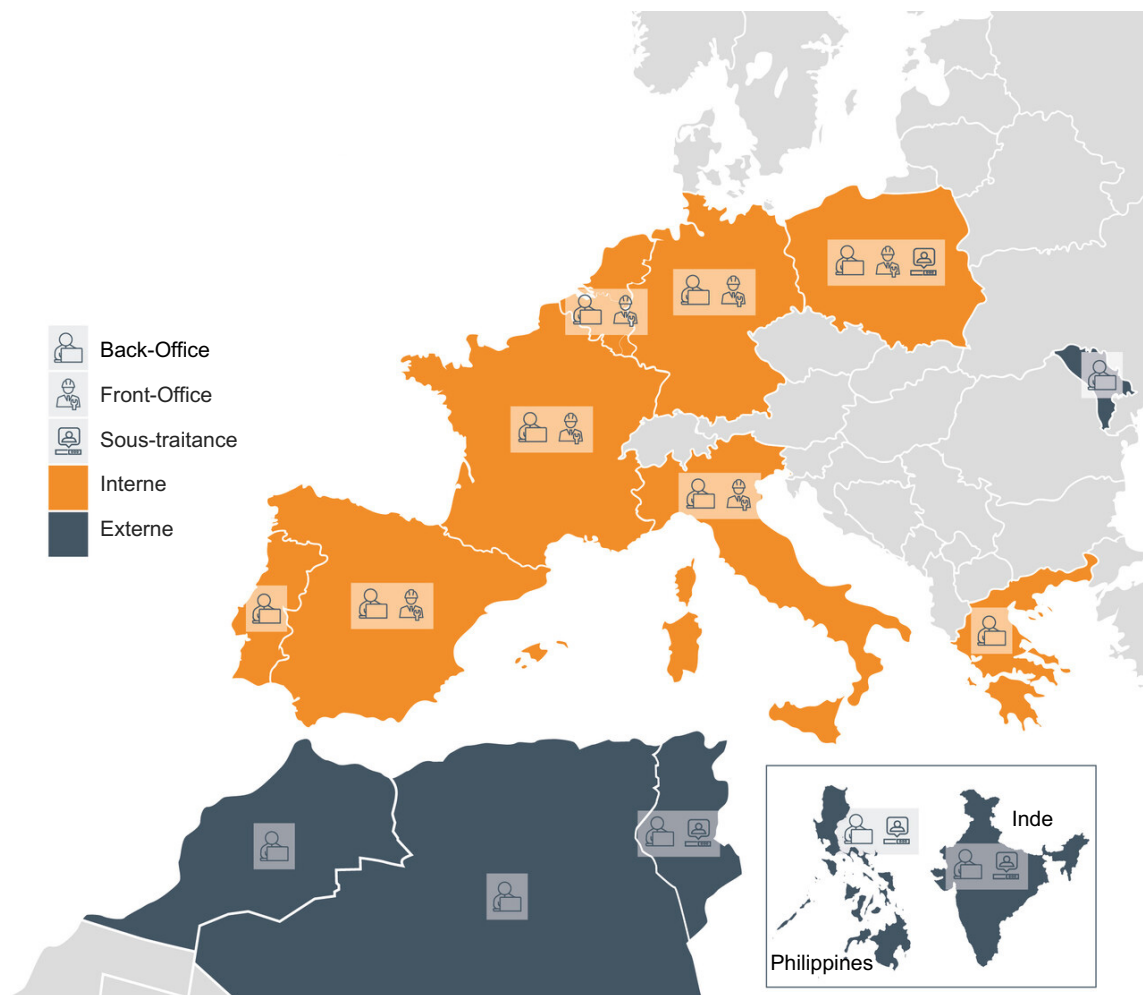 Back-Office
Front-Office
Sous-traitance
Interne
Externe
Inde
Philippines